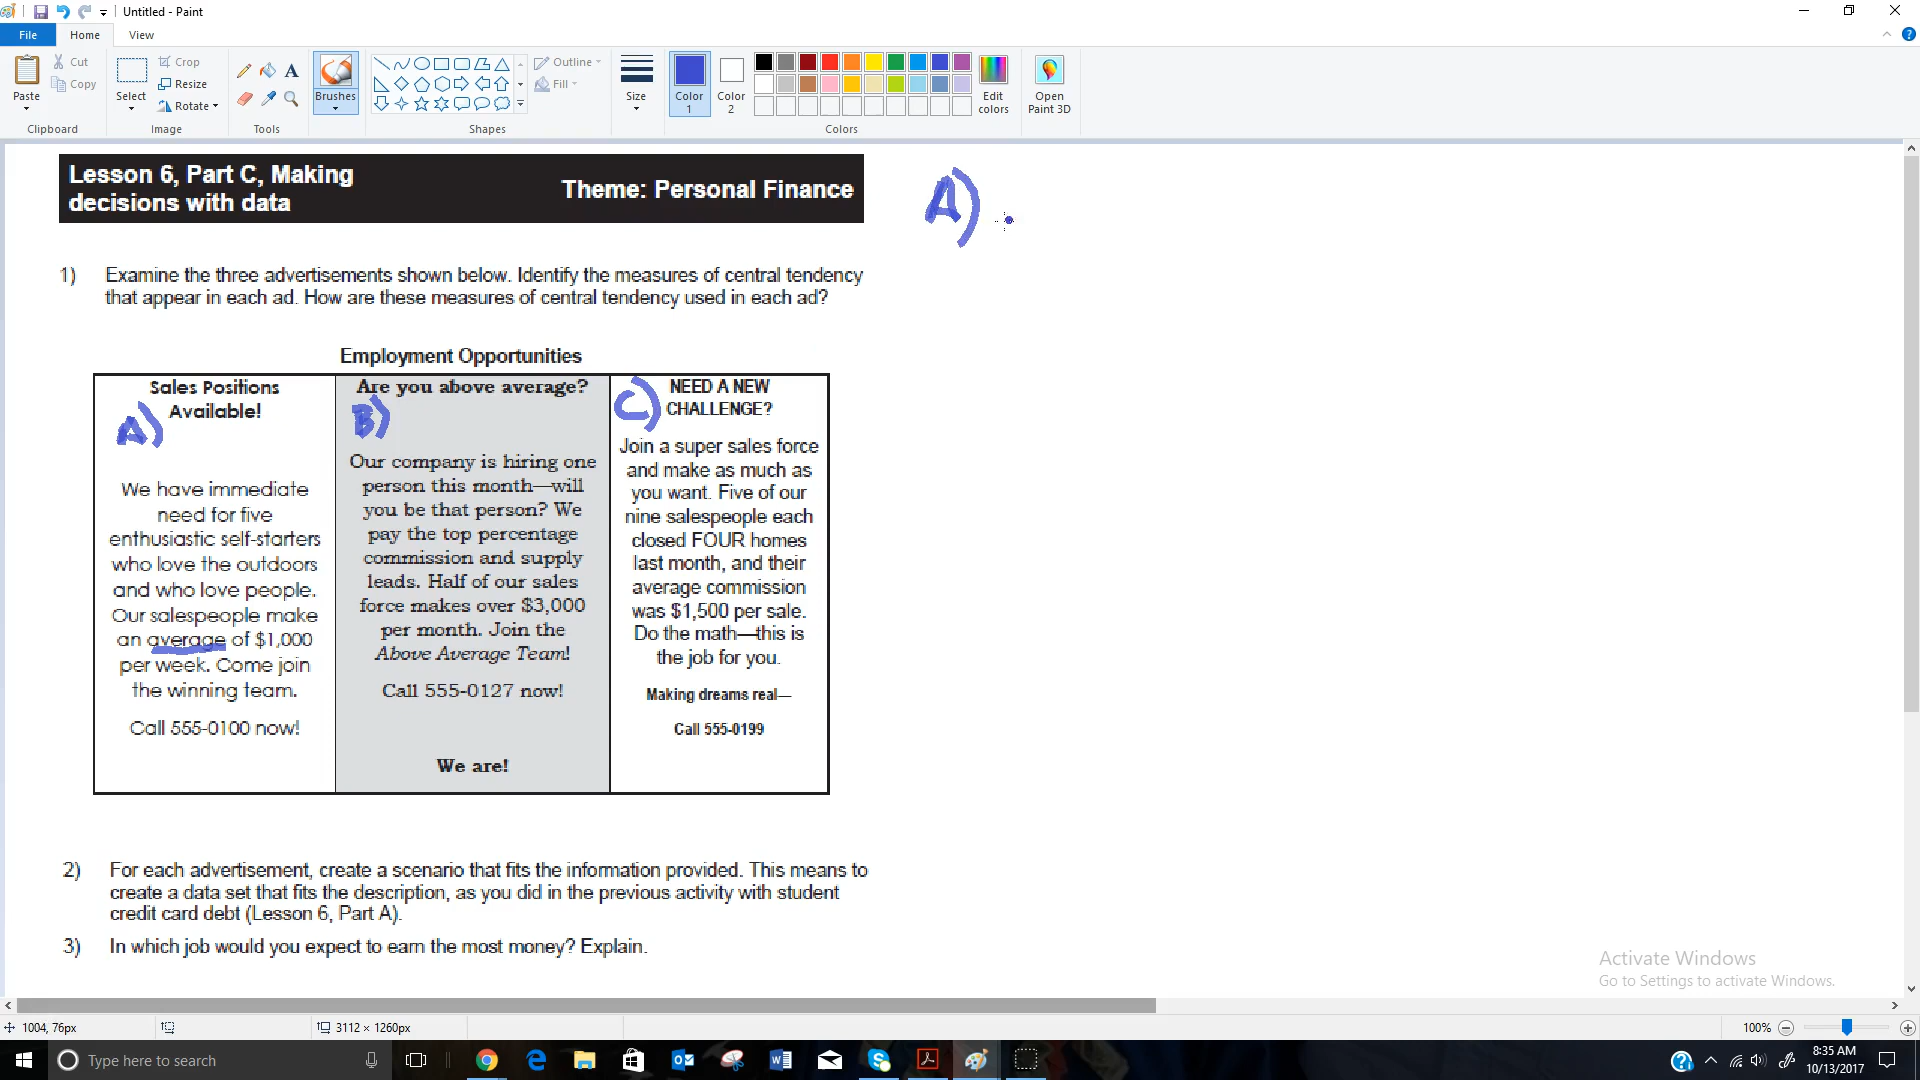 Untitled - Paint
File
Home
View
Paste
Cut
Copy
Clipboard
Select
Crop
Resize
Rotate
Image
A
Tools
Brushes
Shapes
Outline
Fill
Size
Color 1
Color 2
Colors
Edit colors
Open Paint 3D
Lesson 6, Part C, Making
decisions with data
Theme: Personal Finance
A)
1) Examine the three advertisements shown below. Identify the measures of central tendency
that appear in each ad. How are these measures of central tendency used in each ad?
Employment Opportunities
Sales Positions
Available!
A)
We have immediate
need for five
enthusiastic self-starters
who love the outdoors
and who love people.
Our salespeople make
an average of $1,000
per week. Come join
the winning team.
Call 555-0100 now!
Are you above average?
B)
Our company is hiring one
person this month—will
you be that person? We
pay the top percentage
commission and supply
leads. Half of our sales
force makes over $3,000
per month. Join the
Above Average Team!
Call 555-0127 now!
We are!
C)
NEED A NEW
CHALLENGE?
Join a super sales force
and make as much as
you want. Five of our
nine salespeople each
closed FOUR homes
last month, and their
average commission
was $1,500 per sale.
Do the math—this is
the job for you.
Making dreams real—
Call 555-0199
2) For each advertisement, create a scenario that fits the information provided. This means to
create a data set that fits the description, as you did in the previous activity with student
credit card debt (Lesson 6, Part A).
3) In which job would you expect to earn the most money? Explain.
Activate Windows
Go to Settings to activate Windows.
1004, 76px
3112 × 1260px
100%
Type here to search
8:35 AM
10/13/2017